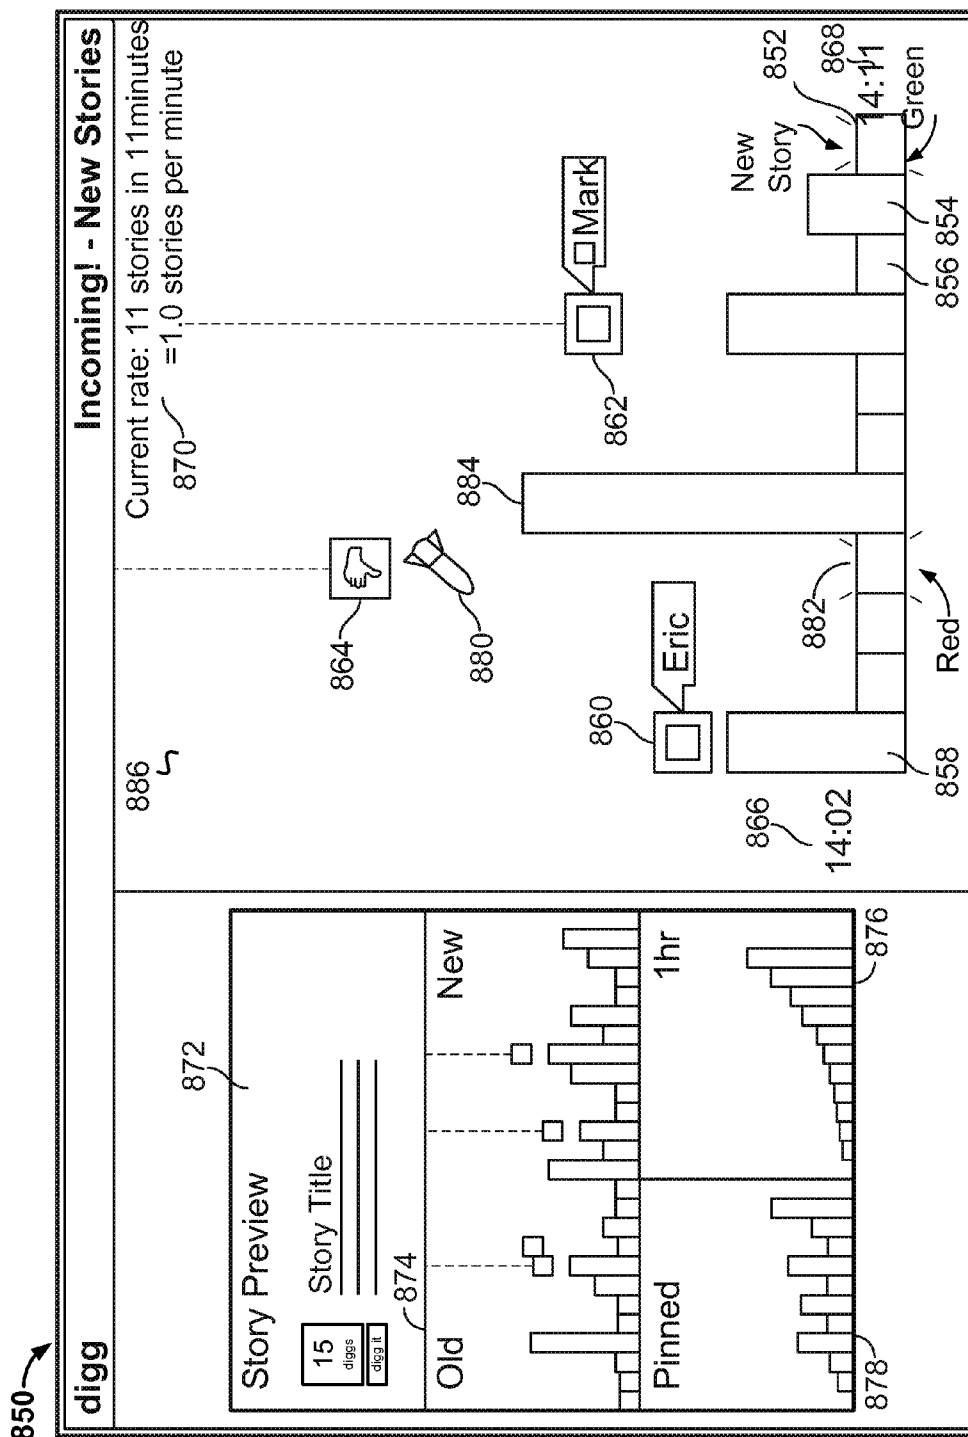 850
digg
Incoming! - New Stories
Current rate: 11 stories in 11minutes
=1.0 stories per minute
870
886
872
Story Preview
Story Title
15
diggs
digg it
874
Old
New
Pinned
1hr
878
876
864
880
884
860
Eric
862
Mark
882
Red
866
14:02
858
New
Story
852
868
14:11
Green
856
854